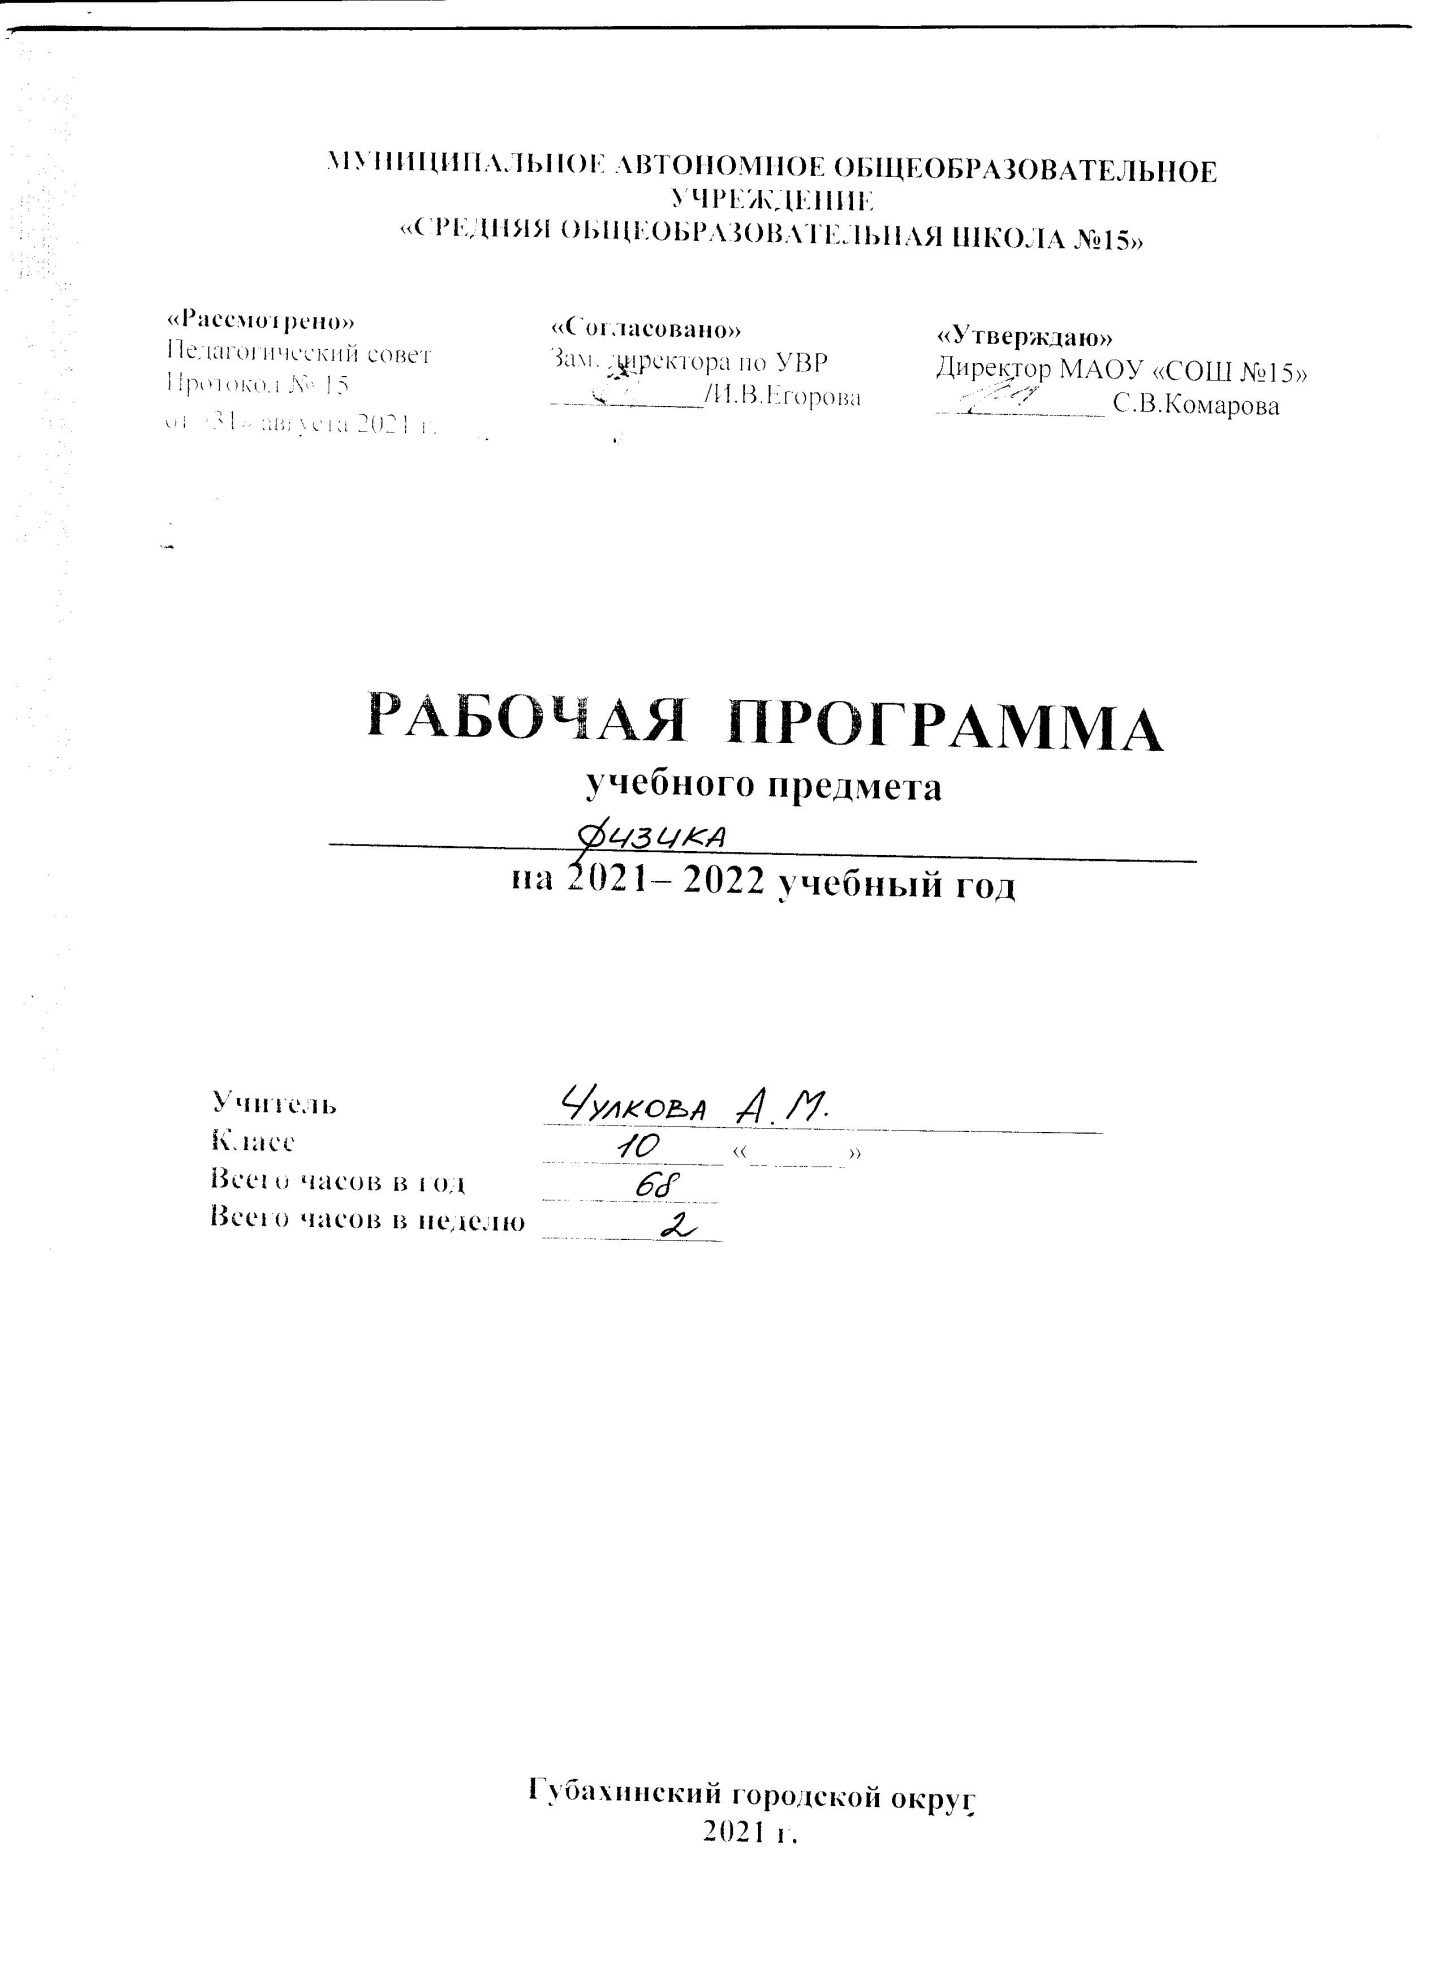 МУНИЦИПАЛЬНОЕ АВТОНОМНОЕ ОБЩЕОБРАЗОВАТЕЛЬНОЕ
УЧРЕЖДЕНИЕ
«СРЕДНЯЯ ОБЩЕОБРАЗОВАТЕЛЬНАЯ ШКОЛА №15»
«Рассмотрено»
Педагогический совет
Протокол № 15
от «31» августа 2021 г.
«Согласовано»
Зам. директора по УВР
/И.В.Егорова
«Утверждаю»
Директор МАОУ «СОШ №15»
С.В.Комарова
РАБОЧАЯ ПРОГРАММА
учебного предмета
физика
на 2021– 2022 учебный год
Учитель Чулкова А.М.
Класс 10 « »
Всего часов в год 68
Всего часов в неделю 2
Губахинский городской округ
2021 г.